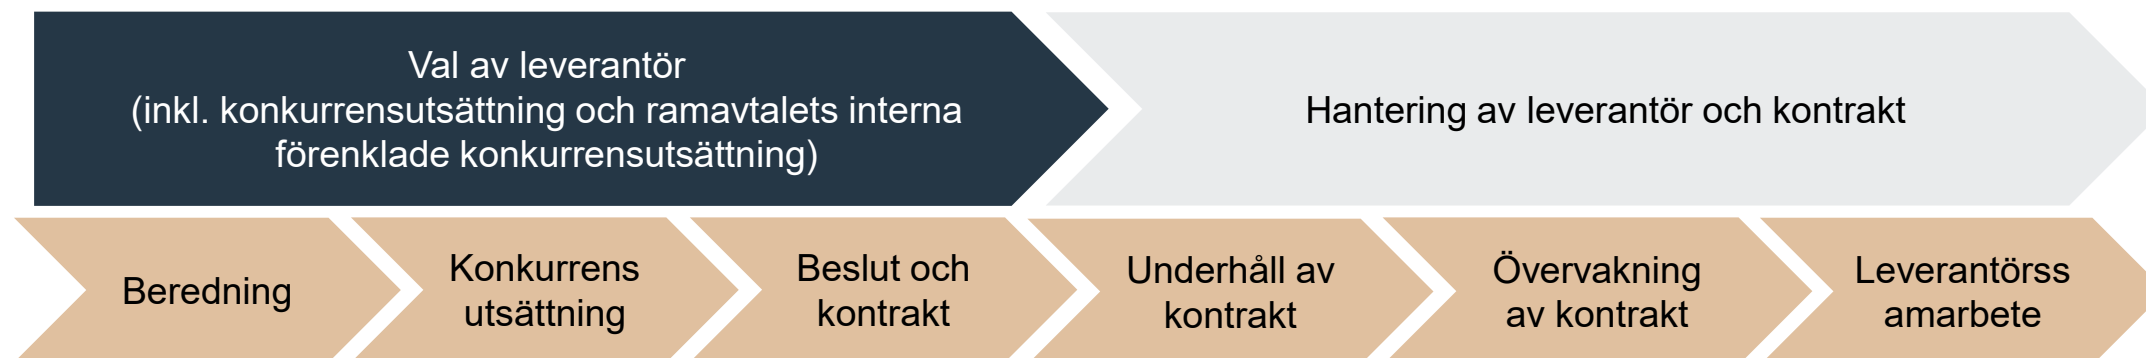 Val av leverantör
(inkl. konkurrensutsättning och ramavtalets interna
förenklade konkurrensutsättning)
Hantering av leverantör och kontrakt
Beredning
Konkurrens
utsättning
Beslut och
kontrakt
Underhåll av
kontrakt
Övervakning
av kontrakt
Leverantörss
amarbete